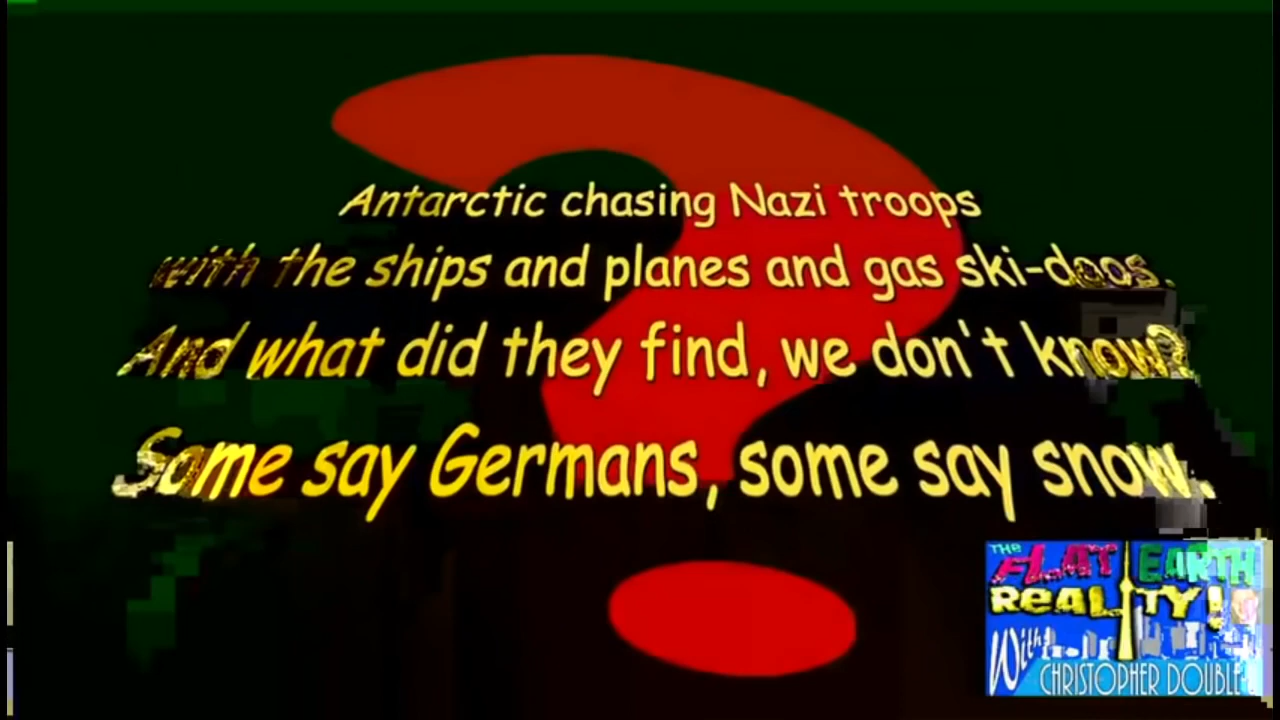 Antarctic chasing Nazi troops
with the ships and planes and gas ski-doos.
And what did they find, we don't know?
Some say Germans, some say snow.
THE
FLAT EARTH
REALITY!
With
CHRISTOPHER DOUBLE